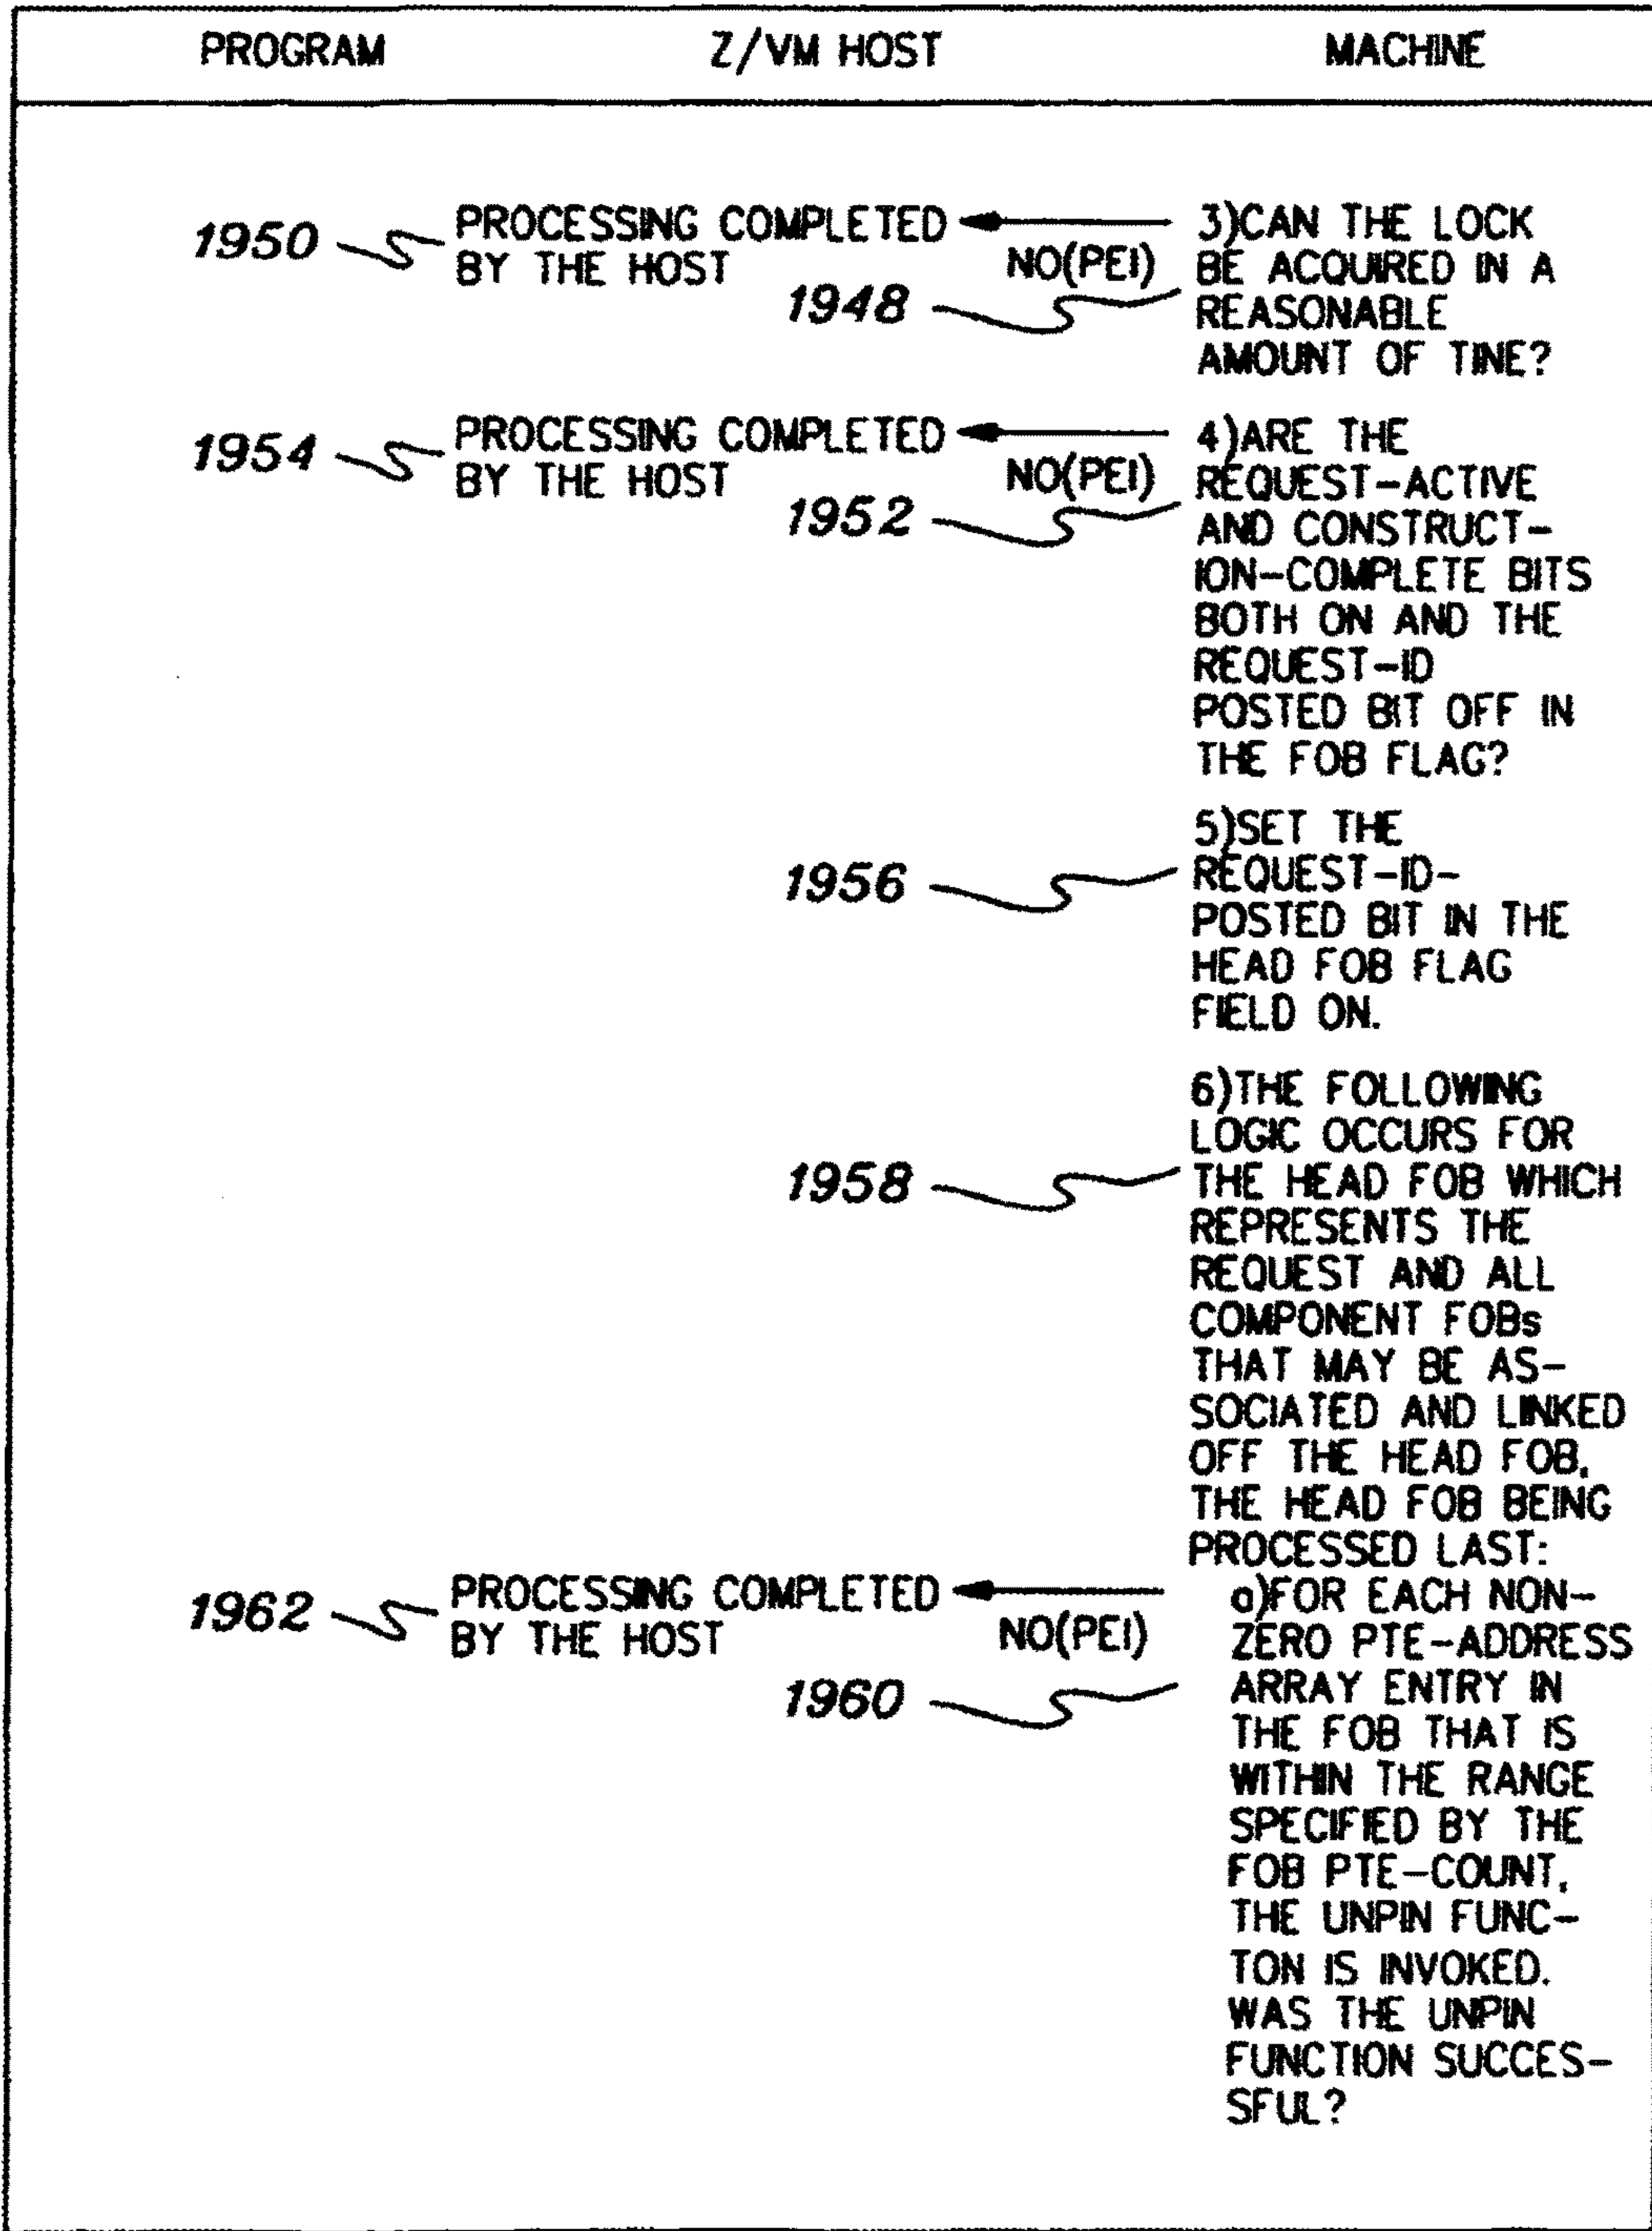 PROGRAM Z/VM HOST MACHINE
1950 PROCESSING COMPLETED
BY THE HOST
NO(PEI)
1948
3)CAN THE LOCK
BE ACQUIRED IN A
REASONABLE
AMOUNT OF TINE?
1954 PROCESSING COMPLETED
BY THE HOST
NO(PEI)
1952
4)ARE THE
REQUEST-ACTIVE
AND CONSTRUCT-
ION-COMPLETE BITS
BOTH ON AND THE
REQUEST-ID
POSTED BIT OFF IN
THE FOB FLAG?
1956
5)SET THE
REQUEST-ID-
POSTED BIT IN THE
HEAD FOB FLAG
FIELD ON.
1958
6)THE FOLLOWING
LOGIC OCCURS FOR
THE HEAD FOB WHICH
REPRESENTS THE
REQUEST AND ALL
COMPONENT FOBs
THAT MAY BE AS-
SOCIATED AND LINKED
OFF THE HEAD FOB,
THE HEAD FOB BEING
PROCESSED LAST:
1962 PROCESSING COMPLETED
BY THE HOST
NO(PEI)
1960
a)FOR EACH NON-
ZERO PTE-ADDRESS
ARRAY ENTRY IN
THE FOB THAT IS
WITHIN THE RANGE
SPECIFIED BY THE
FOB PTE-COUNT,
THE UNPIN FUNC-
TON IS INVOKED.
WAS THE UNPIN
FUNCTION SUCCES-
SFUL?